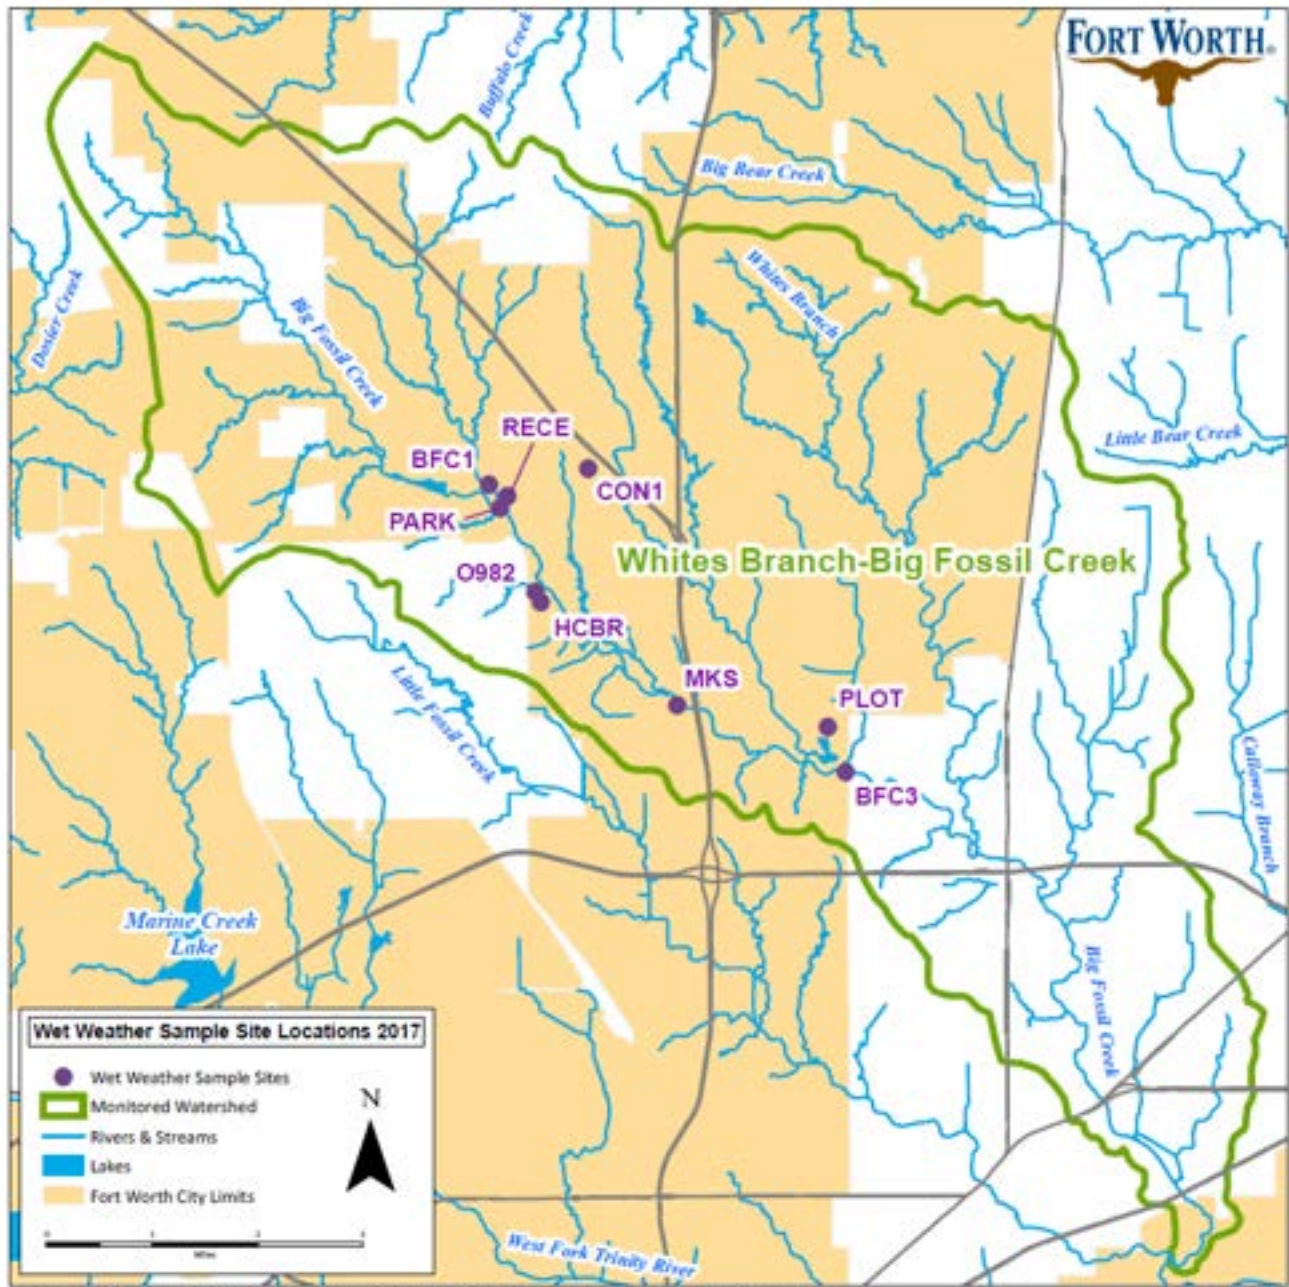 FORT WORTH®
Buffalo Creek
Big Bear Creek
Whites Branch
Dosier Creek
Big Fossil Creek
RECE
Little Bear Creek
BFC1
CON1
PARK
Whites Branch-Big Fossil Creek
O982
HCBR
MKS
Little Fossil Creek
PLOT
BFC3
Calloway Branch
Marine Creek
Lake
Big Fossil Creek
Wet Weather Sample Site Locations 2017
Wet Weather Sample Sites
N
Monitored Watershed
Rivers & Streams
Lakes
Fort Worth City Limits
Miles
West Fork Trinity River